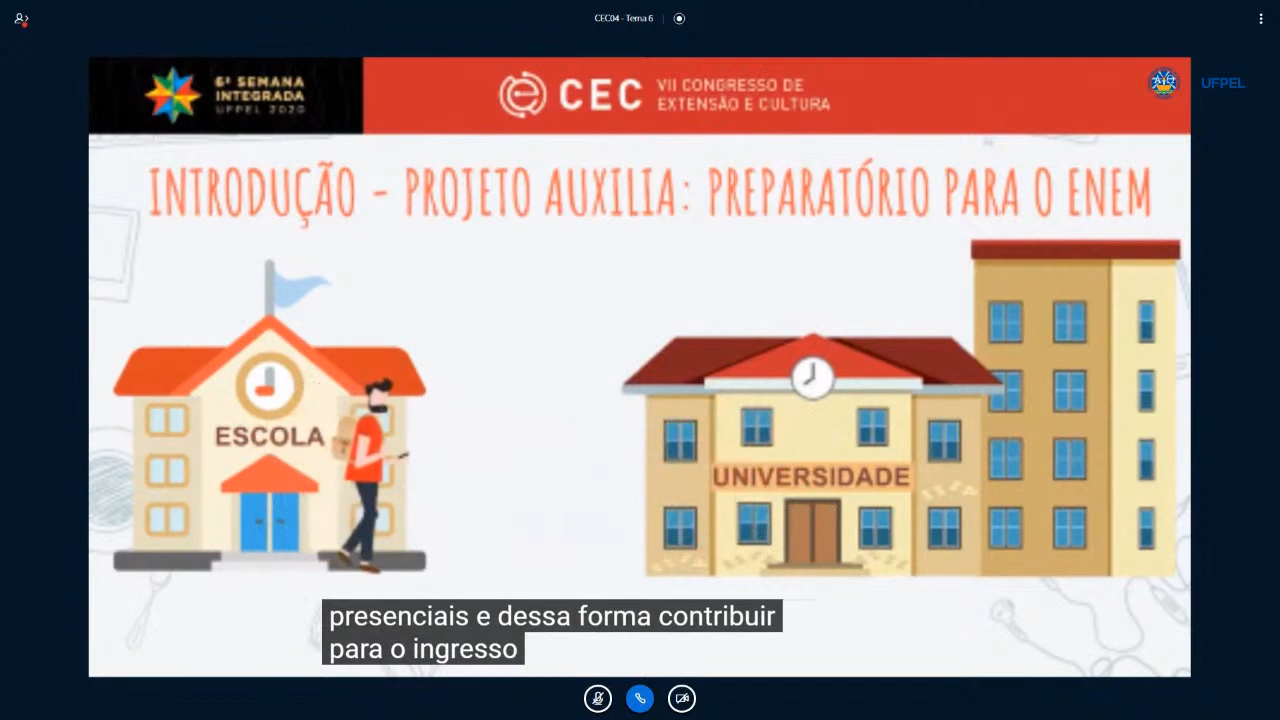 CEC04 - Tema 6
6ª SEMANA
INTEGRADA
UFPEL 2020
CEC
VII CONGRESSO DE
EXTENSÃO E CULTURA
UFPEL
INTRODUÇÃO - PROJETO AUXILIA: PREPARATÓRIO PARA O ENEM
ESCOLA
UNIVERSIDADE
presenciais e dessa forma contribuir
para o ingresso